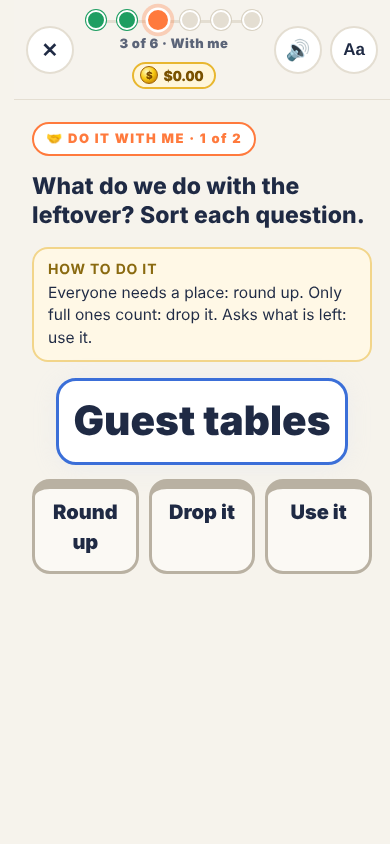 3 of 6 · With me
$ $0.00
Aa
DO IT WITH ME · 1 of 2
What do we do with the
leftover? Sort each question.
HOW TO DO IT
Everyone needs a place: round up. Only
full ones count: drop it. Asks what is left:
use it.
Guest tables
Round
up
Drop it
Use it